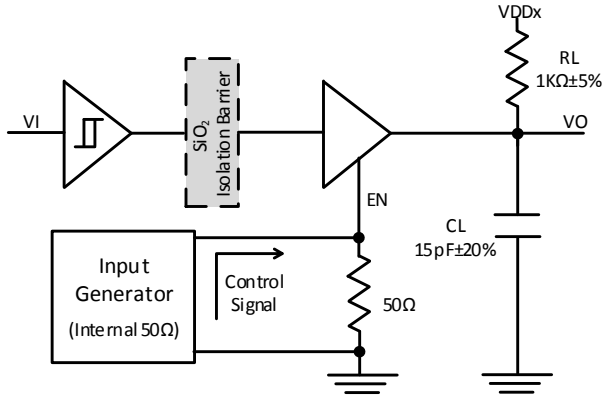 VDDx
RL
1KΩ±5%
VI
SiO₂
Isolation Barrier
VO
EN
CL
15pF±20%
Input
Generator
(Internal 50Ω)
Control
Signal
50Ω